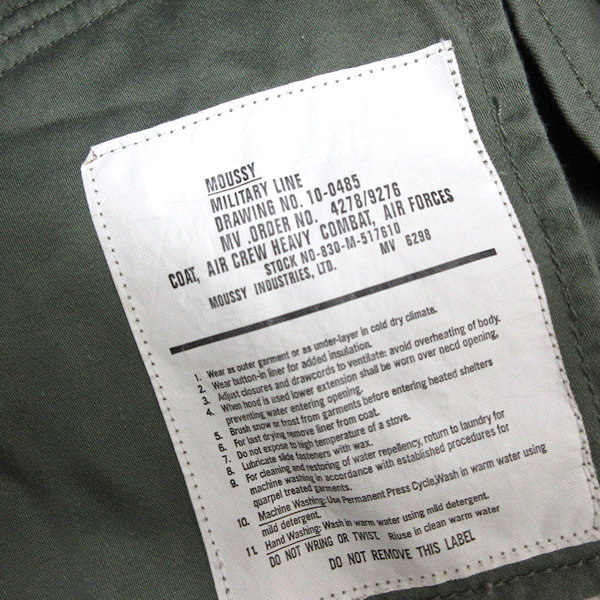 MOUSSY
MILITARY LINE
DRAWING NO. 10-0485
MV .ORDER NO. 4278/9276
COAT, AIR CREW HEAVY COMBAT, AIR FORCES
STOCK NO-830-M-517610
MOUSSY INDUSTRIES, LTD. MV 6298
1. Wear as outer garment or as under-layer in cold dry climate.
2. Wear button-in liner for added insulation.
3. Adjust closures and drawcords to ventilate: avoid overheating of body.
4. When hood is used lower extension shall be worn over necd opening,
preventing water entering opening.
5. Brush snow or frost from garments before entering heated shelters
6. For last drying remove liner from coat.
7. Do not expose to high temperature of a stove.
8. Lubricate slide fasteners with wax.
9. For cleaning and restoring of water repellency, return to laundry for
machine washing in accordance with established procedures for
quarpel treated garments.
10. Machine Washing: Use Permanent Press Cycle,Wash in warm water using
mild detergent.
11. Hand Washing: Wash in warm water using mild detergent.
DO NOT WRING OR TWIST. Riuse in clean warm water
DO NOT REMOVE THIS LABEL